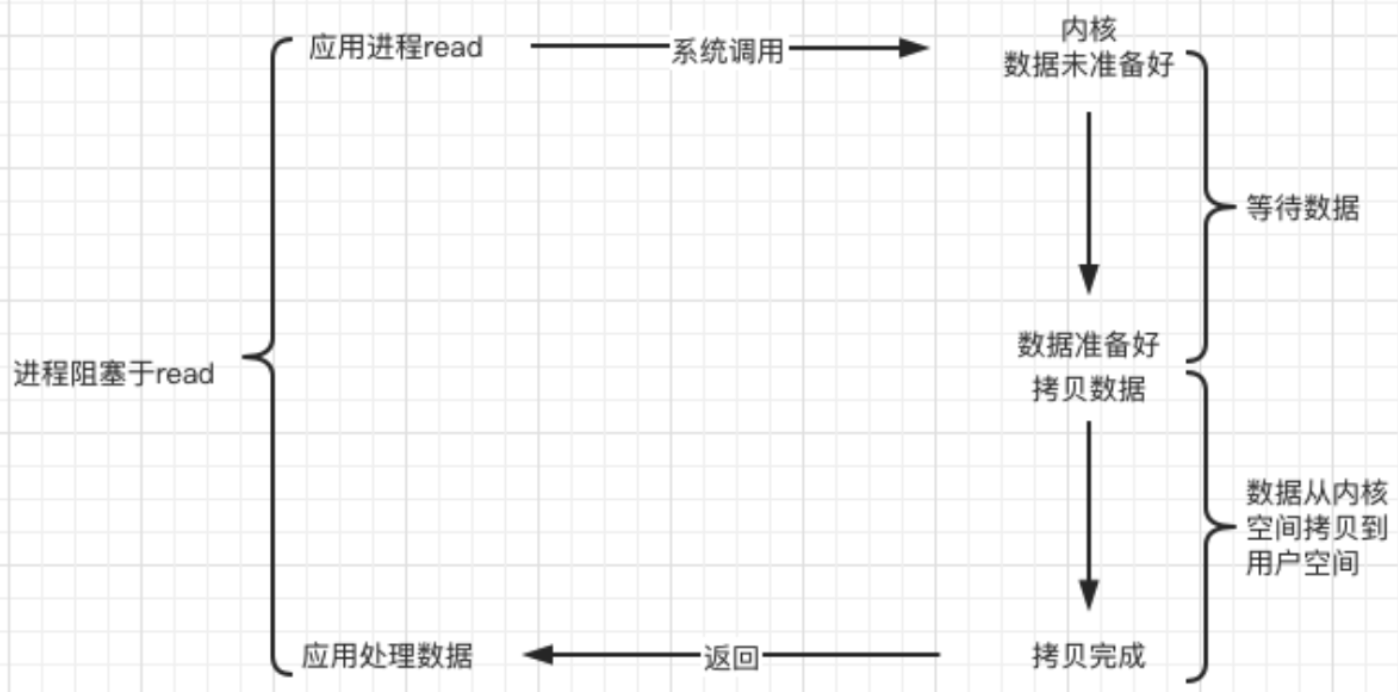 应用进程read
系统调用
内核
数据未准备好
等待数据
数据准备好
进程阻塞于read
拷贝数据
数据从内核
空间拷贝到
用户空间
应用处理数据
返回
拷贝完成